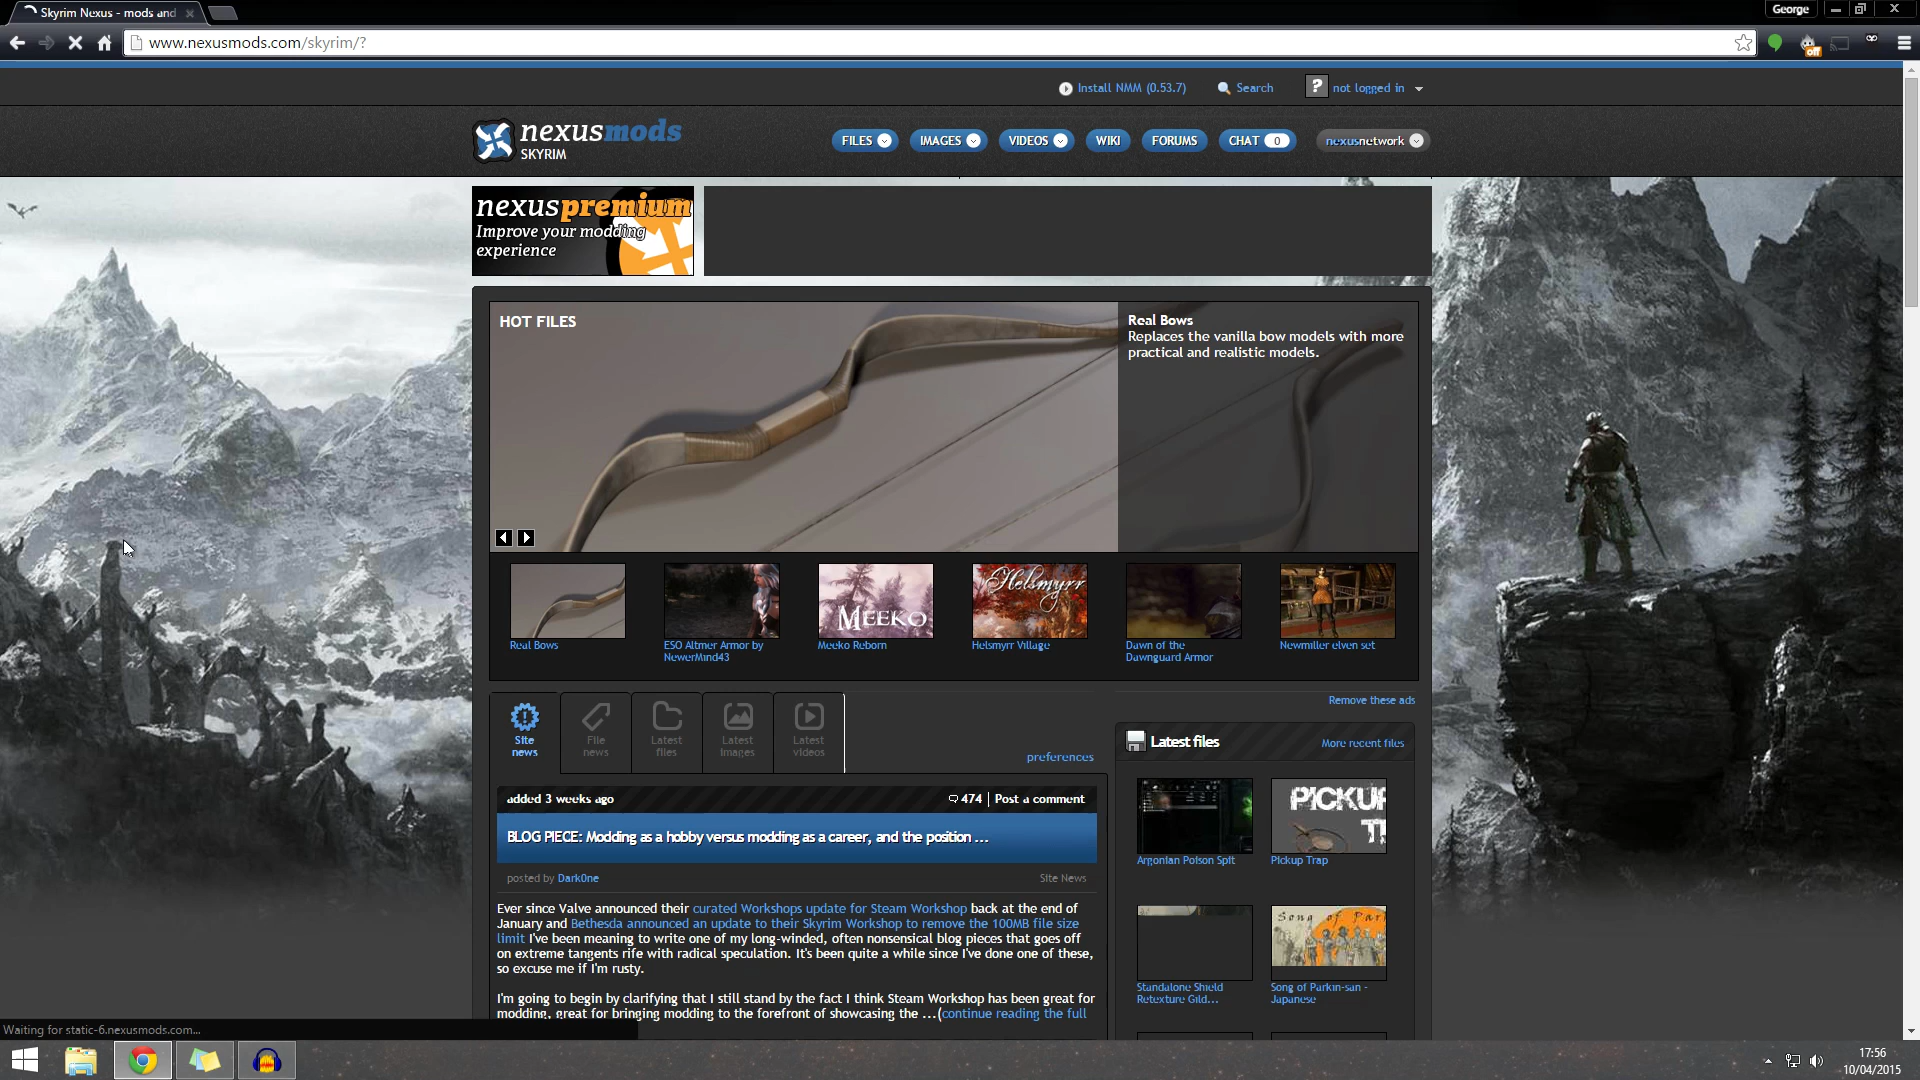 Skyrim Nexus - mods and
George
www.nexusmods.com/skyrim/?
off
Install NMM (0.53.7)
Search
?
not logged in
nexusmods
SKYRIM
FILES
IMAGES
VIDEOS
WIKI
FORUMS
CHAT 0
nexusnetwork
nexuspremium
Improve your modding
experience
HOT FILES
Real Bows
Replaces the vanilla bow models with more
practical and realistic models.
MEEKO
Helsmyrr
Real Bows
ESO Altmer Armor by
NewerMind43
Meeko Reborn
Helsmyrr Village
Dawn of the
Dawnguard Armor
Newmiller elven set
Site
news
File
news
Latest
files
Latest
images
Latest
videos
preferences
Remove these ads
Latest files
More recent files
added 3 weeks ago
474 | Post a comment
BLOG PIECE: Modding as a hobby versus modding as a career, and the position ...
posted by Dark0ne
Site News
Ever since Valve announced their curated Workshops update for Steam Workshop back at the end of
January and Bethesda announced an update to their Skyrim Workshop to remove the 100MB file size
limit I've been meaning to write one of my long-winded, often nonsensical blog pieces that goes off
on extreme tangents rife with radical speculation. It's been quite a while since I've done one of these,
so excuse me if I'm rusty.
I'm going to begin by clarifying that I still stand by the fact I think Steam Workshop has been great for
modding, great for bringing modding to the forefront of showcasing the ...(continue reading the full
PICKUP
Argonian Poison Spit
Pickup Trap
Song of Par
Standalone Shield
Retexture Gild...
Song of Parkin-san -
Japanese
Waiting for static-6.nexusmods.com...
17:56
10/04/2015